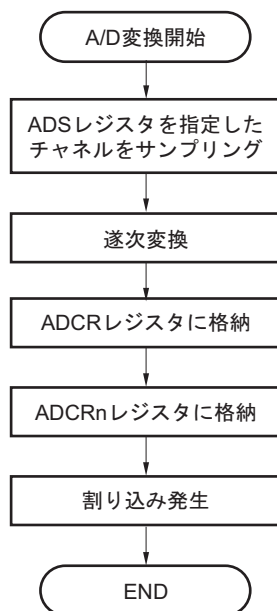 A/D変換開始
ADSレジスタを指定した
チャネルをサンプリング
遂次変換
ADCRレジスタに格納
ADCRnレジスタに格納
割り込み発生
END